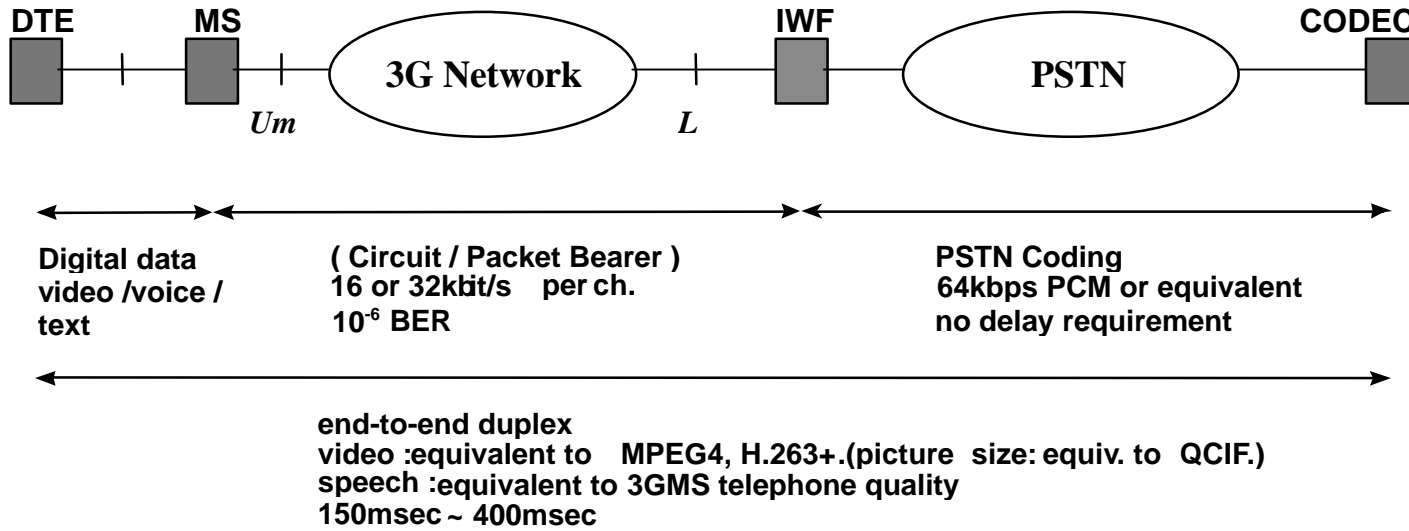 DTE MS IWF CODEC
3G Network PSTN
Um L
Digital data
video /voice /
text
( Circuit / Packet Bearer )
16 or 32kbit/s per ch.
10-6 BER
PSTN Coding
64kbps PCM or equivalent
no delay requirement
end-to-end duplex
video :equivalent to MPEG4, H.263+.(picture size: equiv. to QCIF.)
speech :equivalent to 3GMS telephone quality
150msec ~ 400msec